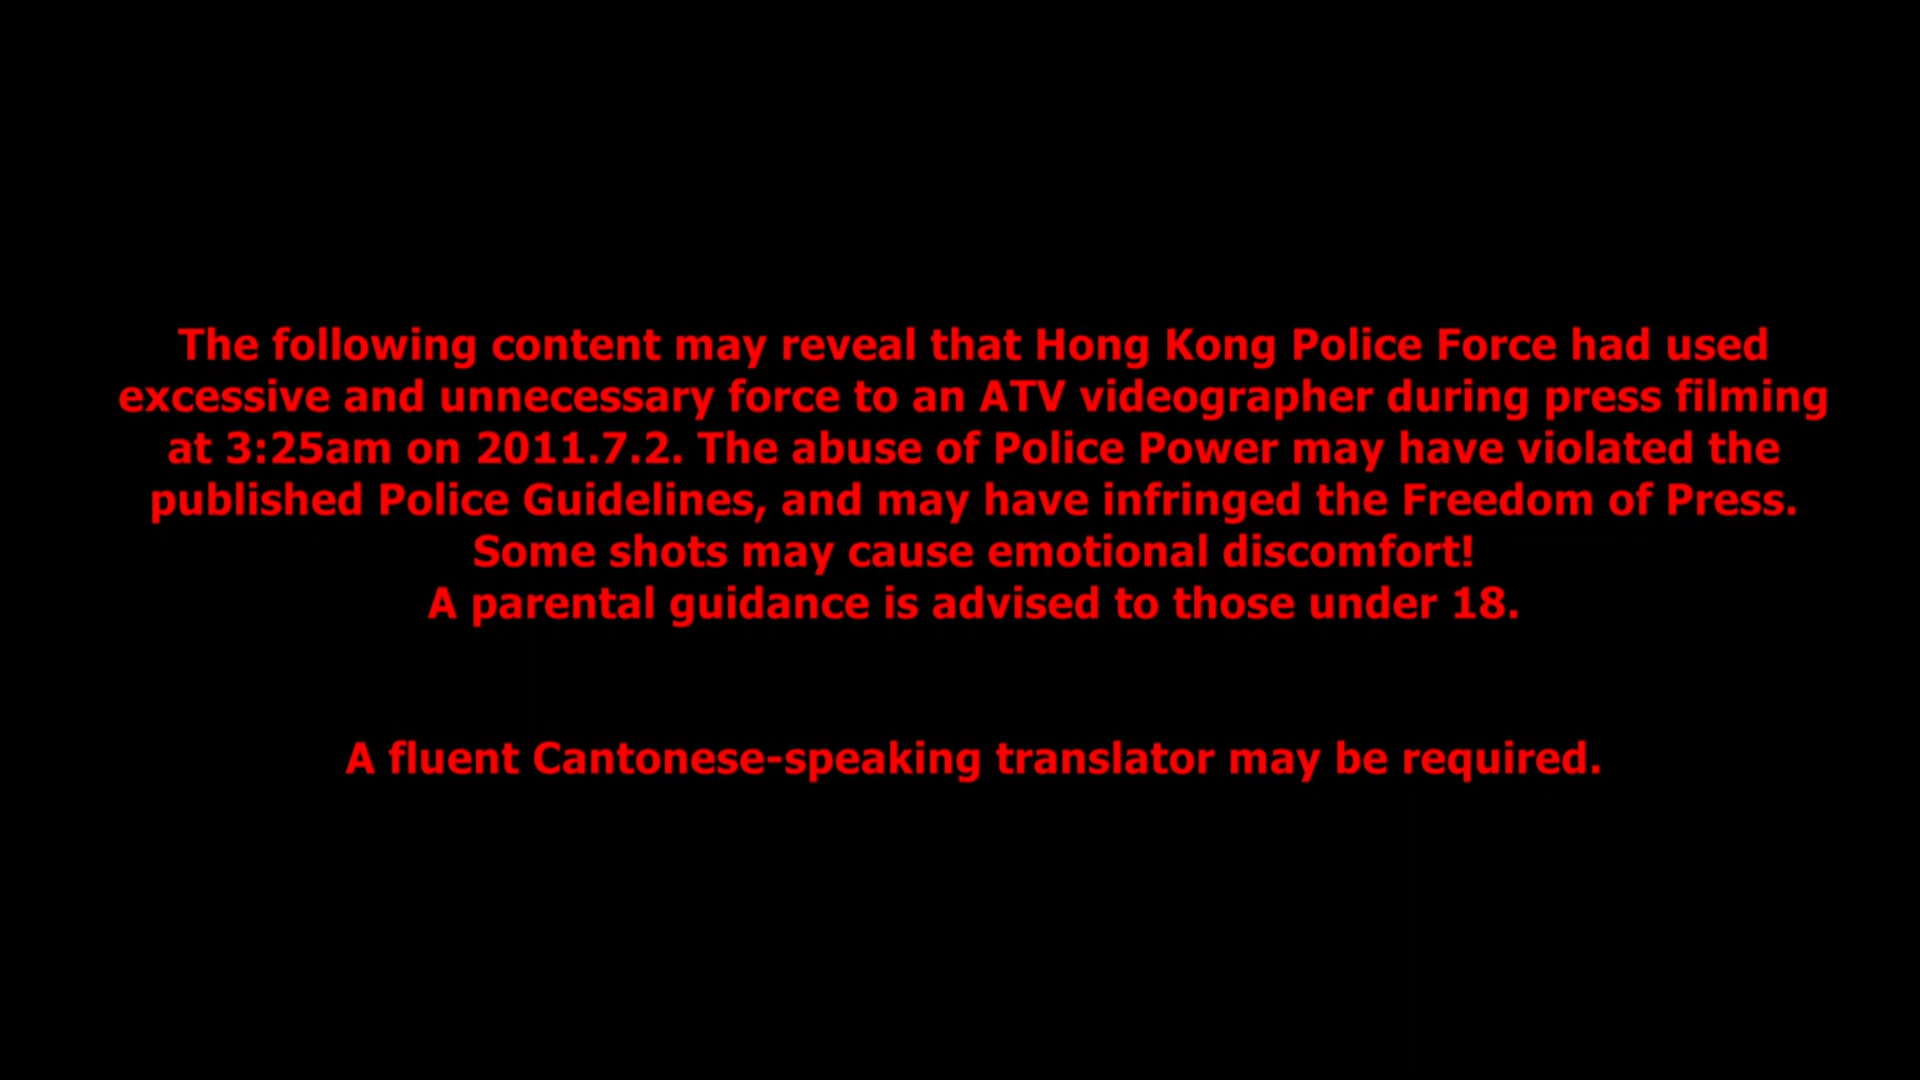 The following content may reveal that Hong Kong Police Force had used
excessive and unnecessary force to an ATV videographer during press filming
at 3:25am on 2011.7.2. The abuse of Police Power may have violated the
published Police Guidelines, and may have infringed the Freedom of Press.
Some shots may cause emotional discomfort!
A parental guidance is advised to those under 18.
A fluent Cantonese-speaking translator may be required.